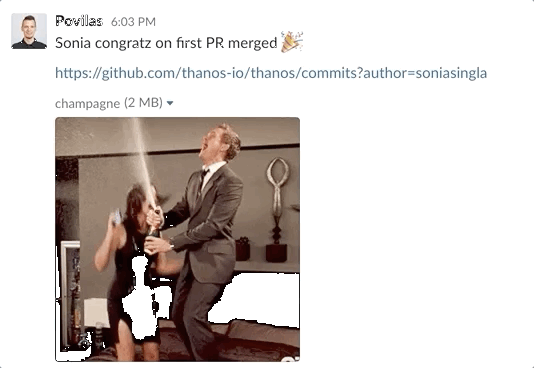 Povilas 6:03 PM
Sonia congratz on first PR merged 🎉
https://github.com/thanos-io/thanos/commits?author=soniasingla
champagne (2 MB)